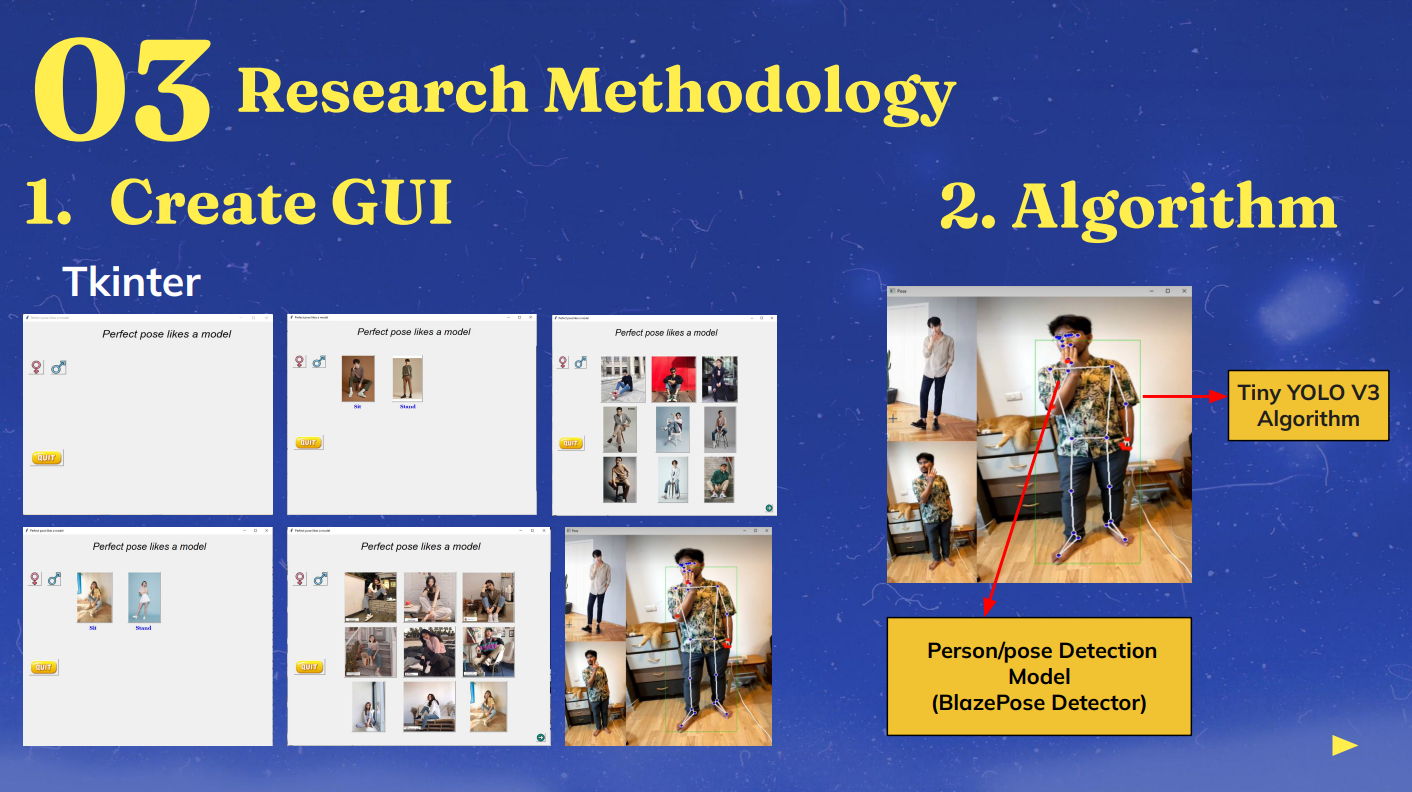 03 Research Methodology
1. Create GUI
2. Algorithm
Tkinter
Perfect pose likes a model
QUIT
Perfect pose likes a model
Sit
Stand
QUIT
Perfect pose likes a model
QUIT
Perfect pose likes a model
Sit
Stand
QUIT
Perfect pose likes a model
QUIT
Pose
Tiny YOLO V3
Algorithm
Person/pose Detection
Model
(BlazePose Detector)